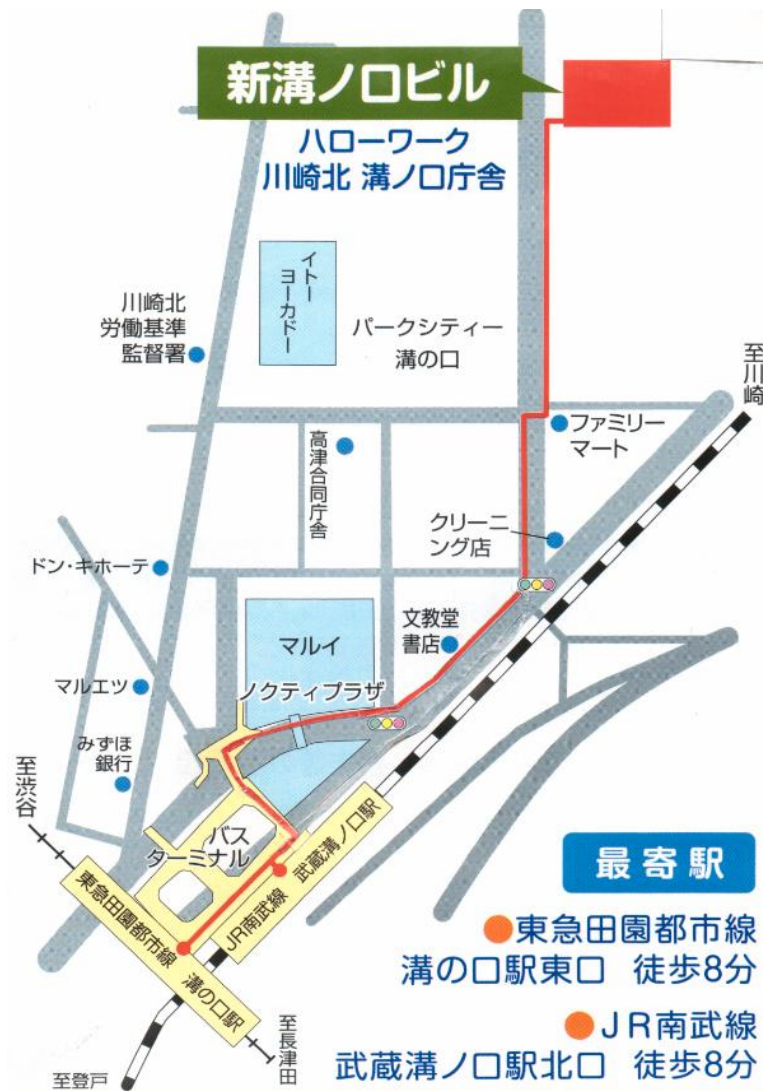 新溝ノ口ビル
ハローワーク
川崎北 溝ノ口庁舎
イトー
ヨーカドー
川崎北
労働基準
監督署
パークシティー
溝の口
至川崎
ファミリー
マート
高津合同庁舎
クリーニ
ング店
ドン・キホーテ
文教堂
書店
マルイ
ノクティプラザ
マルエツ
みずほ
銀行
至渋谷
バス
ターミナル
武蔵溝ノ口駅
JR南武線
東急田園都市線
溝の口駅
至長津田
至登戸
最寄駅
●東急田園都市線
溝の口駅東口 徒歩8分
●JR南武線
武蔵溝ノ口駅北口 徒歩8分